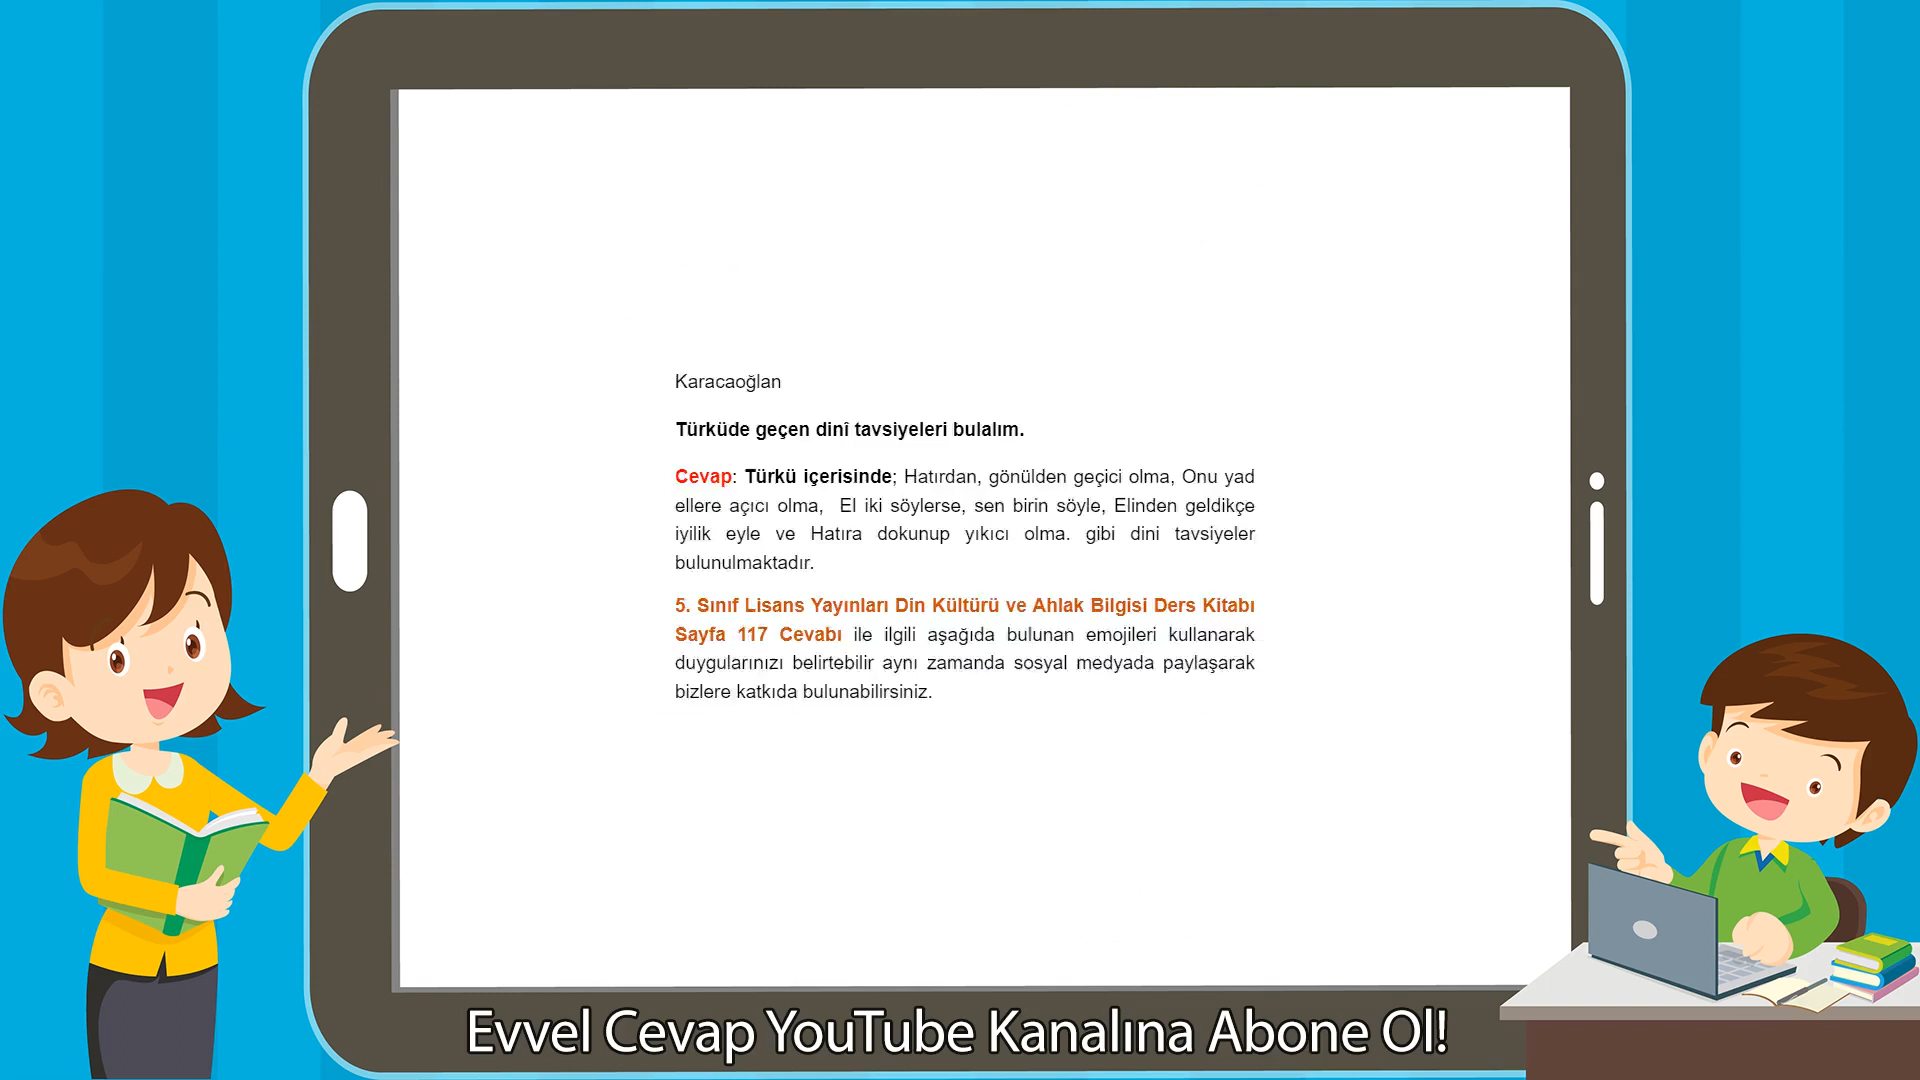 Karacaoğlan
Türküde geçen dinî tavsiyeleri bulalım.
Cevap: Türkü içerisinde; Hatırdan, gönülden geçici olma, Onu yad
ellere açıcı olma,  El iki söylerse, sen birin söyle, Elinden geldikçe
iyilik eyle ve Hatıra dokunup yıkıcı olma. gibi dini tavsiyeler
bulunulmaktadır.
5. Sınıf Lisans Yayınları Din Kültürü ve Ahlak Bilgisi Ders Kitabı
Sayfa 117 Cevabı ile ilgili aşağıda bulunan emojileri kullanarak
duygularınızı belirtebilir aynı zamanda sosyal medyada paylaşarak
bizlere katkıda bulunabilirsiniz.
Evvel Cevap YouTube Kanalına Abone Ol!